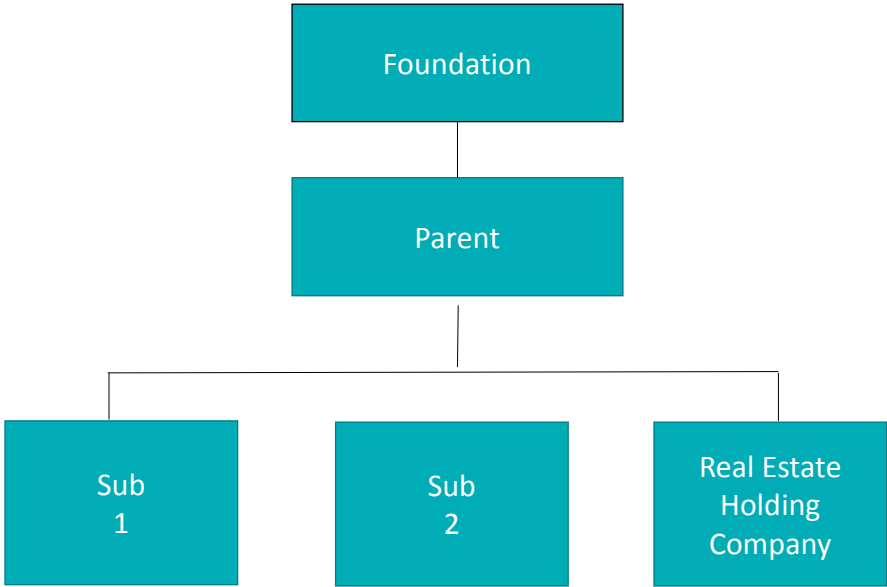 Foundation
Parent
Sub
1
Sub
2
Real Estate
Holding
Company